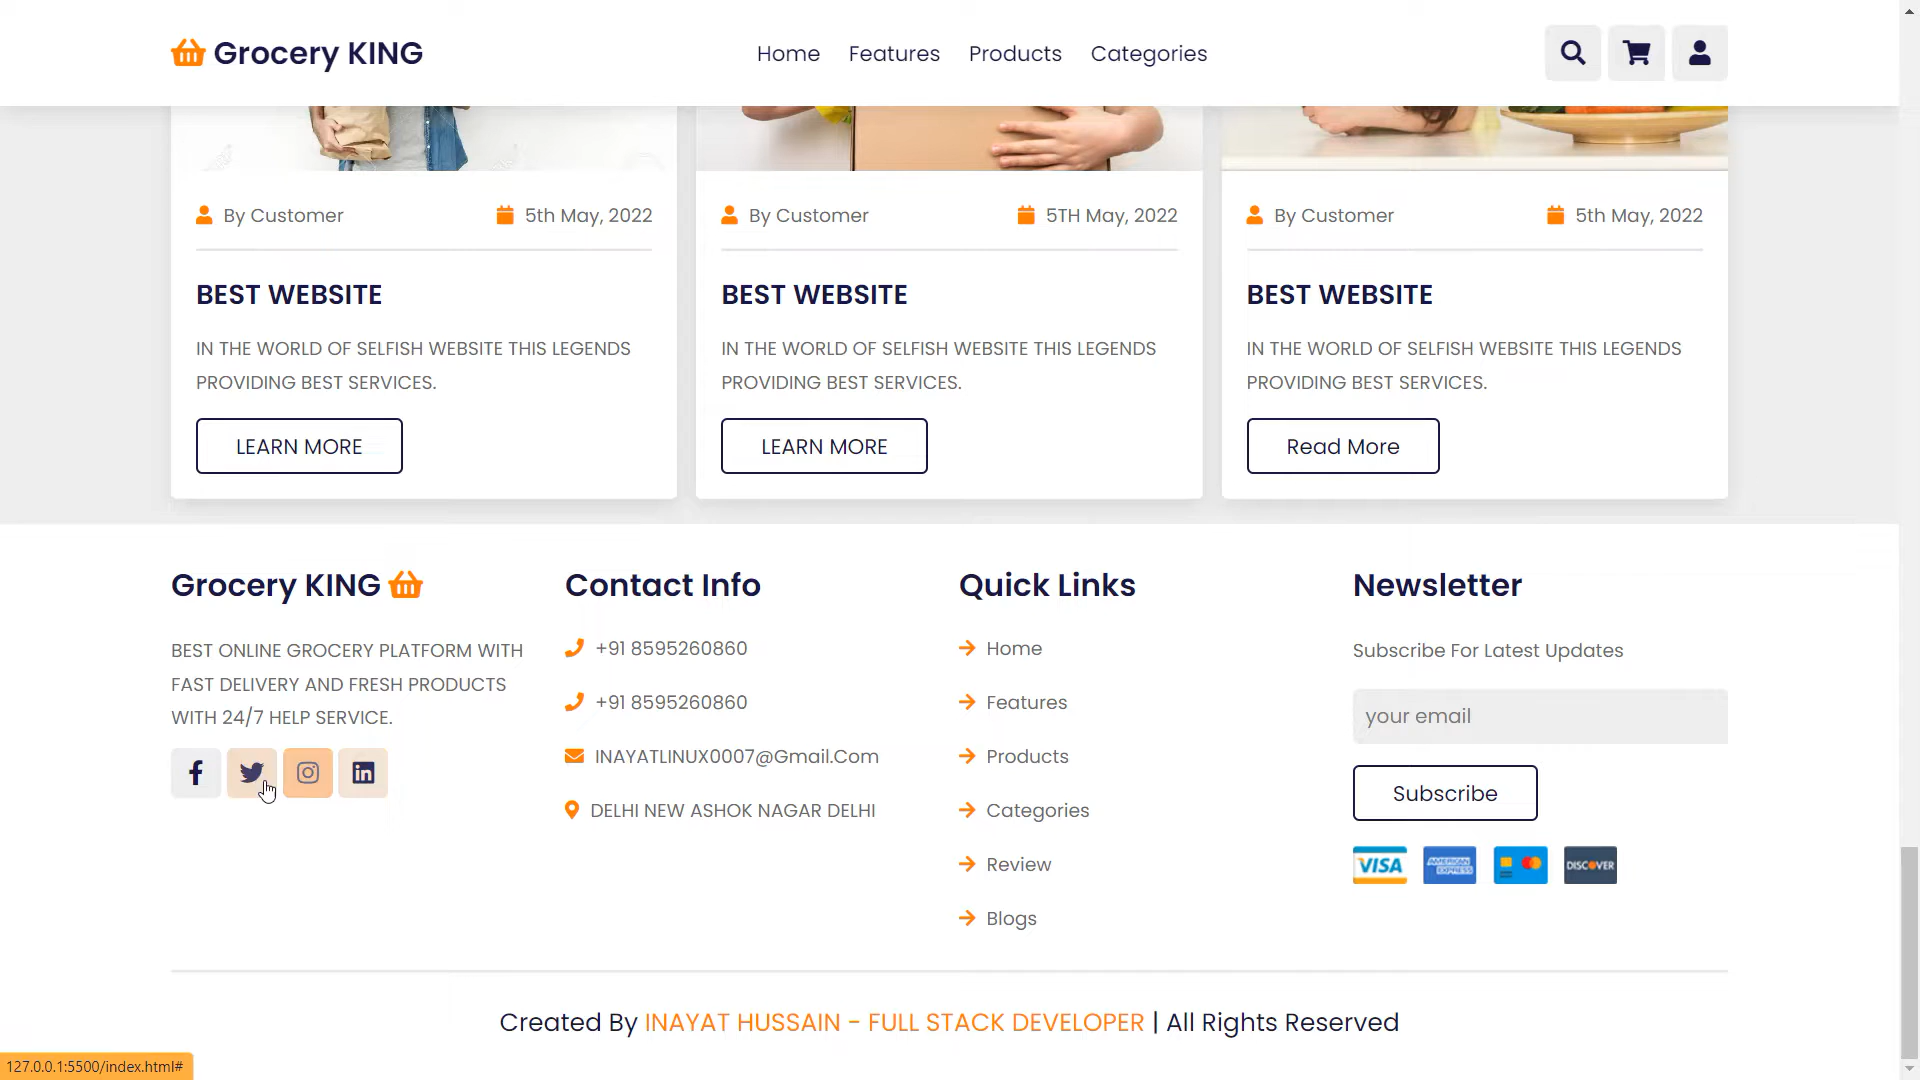 Grocery KING
Home Features Products Categories
By Customer 5th May, 2022
BEST WEBSITE
IN THE WORLD OF SELFISH WEBSITE THIS LEGENDS
PROVIDING BEST SERVICES.
LEARN MORE
By Customer 5TH May, 2022
BEST WEBSITE
IN THE WORLD OF SELFISH WEBSITE THIS LEGENDS
PROVIDING BEST SERVICES.
LEARN MORE
By Customer 5th May, 2022
BEST WEBSITE
IN THE WORLD OF SELFISH WEBSITE THIS LEGENDS
PROVIDING BEST SERVICES.
Read More
Grocery KING
BEST ONLINE GROCERY PLATFORM WITH
FAST DELIVERY AND FRESH PRODUCTS
WITH 24/7 HELP SERVICE.
Contact Info
+91 8595260860
+91 8595260860
INAYATLINUX0007@Gmail.Com
DELHI NEW ASHOK NAGAR DELHI
Quick Links
Home
Features
Products
Categories
Review
Blogs
Newsletter
Subscribe For Latest Updates
your email
Subscribe
VISA
AMERICAN
EXPRESS
DISCOVER
Created By INAYAT HUSSAIN - FULL STACK DEVELOPER | All Rights Reserved
127.0.0.1:5500/index.html#